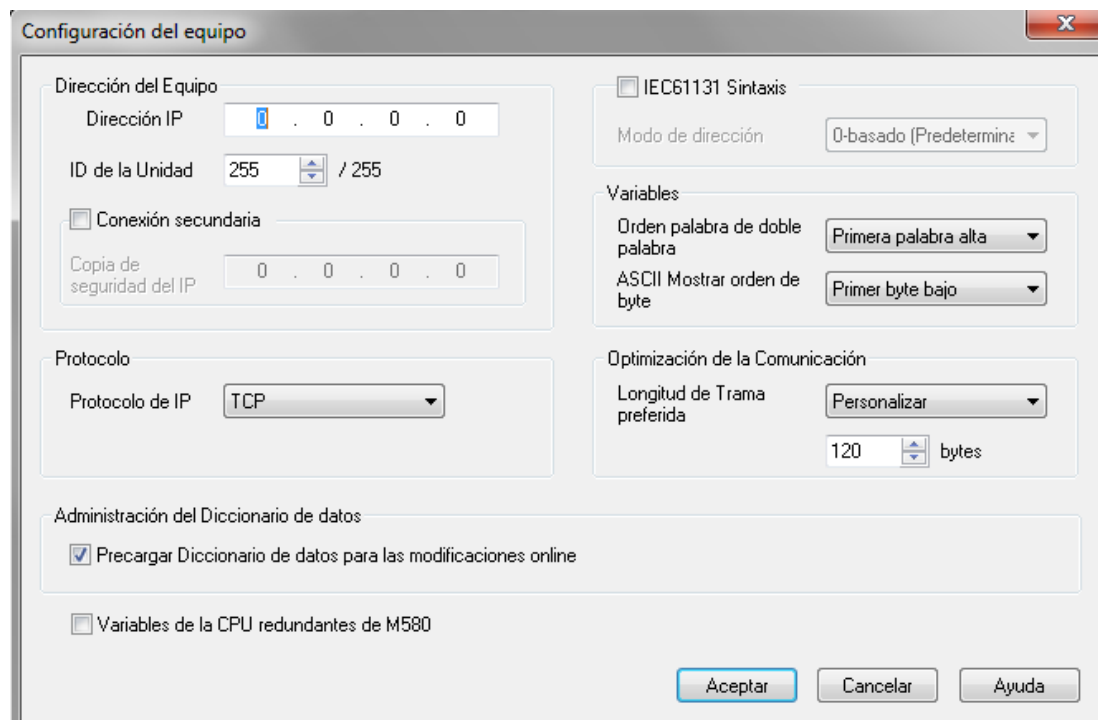 Configuración del equipo
Dirección del Equipo
Dirección IP 0 . 0 . 0 . 0
ID de la Unidad 255 / 255
Conexión secundaria
Copia de
seguridad del IP 0 . 0 . 0 . 0
Protocolo
Protocolo de IP TCP
IEC61131 Sintaxis
Modo de dirección 0-basado (Predetermina
Variables
Orden palabra de doble
palabra Primera palabra alta
ASCII Mostrar orden de
byte Primer byte bajo
Optimización de la Comunicación
Longitud de Trama
preferida Personalizar
120 bytes
Administración del Diccionario de datos
Precargar Diccionario de datos para las modificaciones online
Variables de la CPU redundantes de M580
Aceptar Cancelar Ayuda